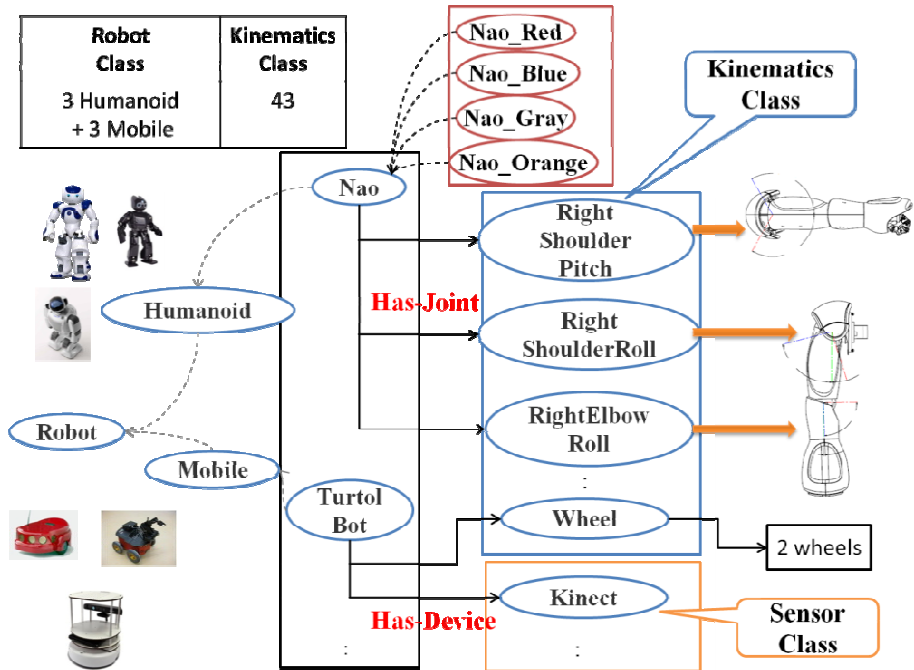 Robot
Class
Kinematics
Class
3 Humanoid
+ 3 Mobile
43
Nao_Red
Nao_Blue
Nao_Gray
Nao_Orange
Kinematics
Class
Nao
Right
Shoulder
Pitch
Humanoid
Has-Joint
Right
ShoulderRoll
RightElbow
Roll
:
Robot
Mobile
Turtol
Bot
Wheel
2 wheels
Kinect
Has-Device
Sensor
Class
:
: